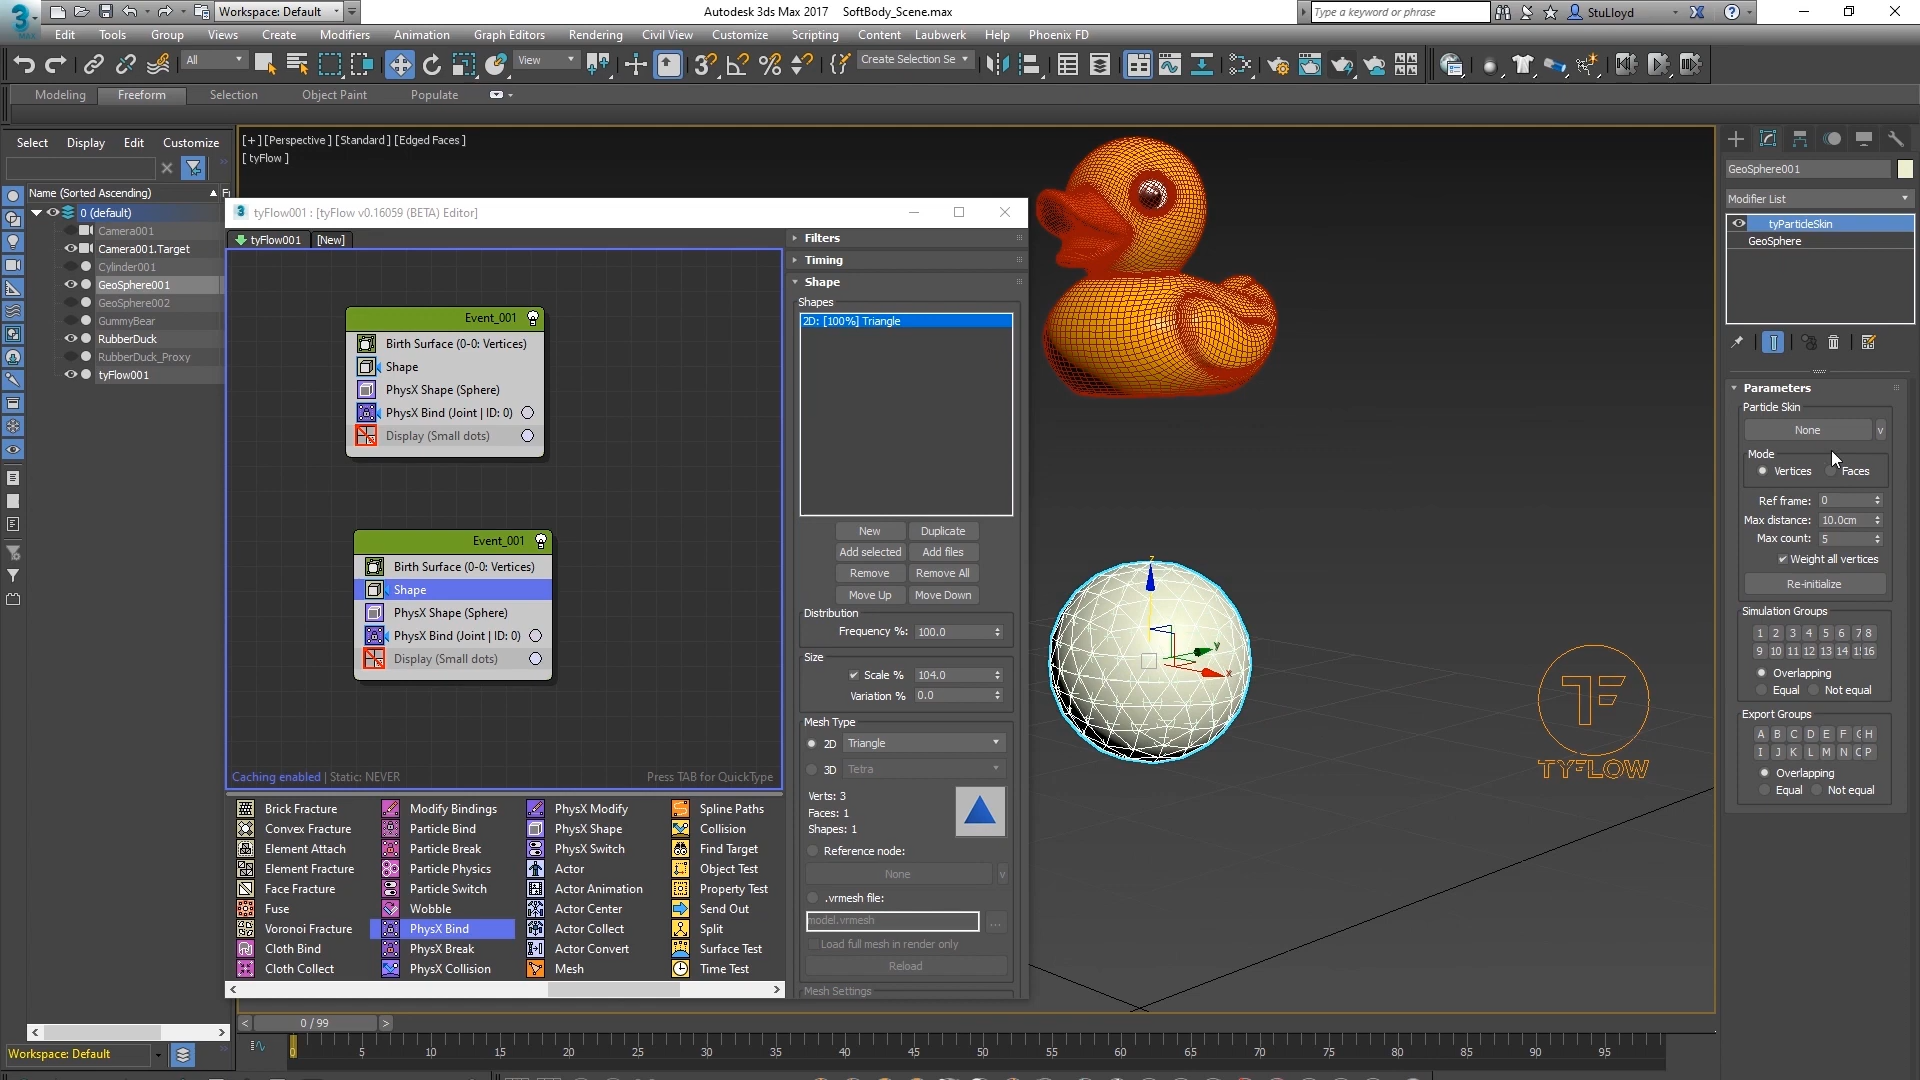 Workspace: Default
Autodesk 3ds Max 2017 SoftBody_Scene.max
Type a keyword or phrase
StuLloyd
Edit Tools Group Views Create Modifiers Animation Graph Editors Rendering Civil View Customize Scripting Content Laubwerk Help Phoenix FD
All View Create Selection Se
Modeling Freeform Selection Object Paint Populate
Select Display Edit Customize
Name (Sorted Ascending)
0 (default)
Camera001
Camera001.Target
Cylinder001
GeoSphere001
GeoSphere002
GummyBear
RubberDuck
RubberDuck_Proxy
tyFlow001
[+] [Perspective ] [Standard ] [Edged Faces ]
[ tyFlow ]
tyFlow001 : [tyFlow v0.16059 (BETA) Editor]
tyFlow001 [New]
Event_001
Birth Surface (0-0: Vertices)
Shape
PhysX Shape (Sphere)
PhysX Bind (Joint | ID: 0)
Display (Small dots)
Event_001
Birth Surface (0-0: Vertices)
Shape
PhysX Shape (Sphere)
PhysX Bind (Joint | ID: 0)
Display (Small dots)
Caching enabled | Static: NEVER
Press TAB for QuickType
Brick Fracture Modify Bindings PhysX Modify Spline Paths
Convex Fracture Particle Bind PhysX Shape Collision
Element Attach Particle Break PhysX Switch Find Target
Element Fracture Particle Physics Actor Object Test
Face Fracture Particle Switch Actor Animation Property Test
Fuse Wobble Actor Center Send Out
Voronoi Fracture PhysX Bind Actor Collect Split
Cloth Bind PhysX Break Actor Convert Surface Test
Cloth Collect PhysX Collision Mesh Time Test
Filters
Timing
Shape
Shapes
2D: [100%] Triangle
New Duplicate
Add selected Add files
Remove Remove All
Move Up Move Down
Distribution
Frequency %: 100.0
Size
Scale % 104.0
Variation % 0.0
Mesh Type
2D Triangle
3D Tetra
Verts: 3
Faces: 1
Shapes: 1
Reference node:
None v
.vrmesh file:
model.vrmesh ...
Load full mesh in render only
Reload
Mesh Settings
z
y
x
TF
TYFLOW
GeoSphere001
Modifier List
tyParticleSkin
GeoSphere
Parameters
Particle Skin
None v
Mode
Vertices Faces
Ref frame: 0
Max distance: 10.0cm
Max count: 5
Weight all vertices
Re-initialize
Simulation Groups
1 2 3 4 5 6 7 8
9 10 11 12 13 14 16
Overlapping
Equal Not equal
Export Groups
A B C D E F H
I J K L M N P
Overlapping
Equal Not equal
0 / 99
0 5 10 15 20 25 30 35 40 45 50 55 60 65 70 75 80 85 90 95
Workspace: Default